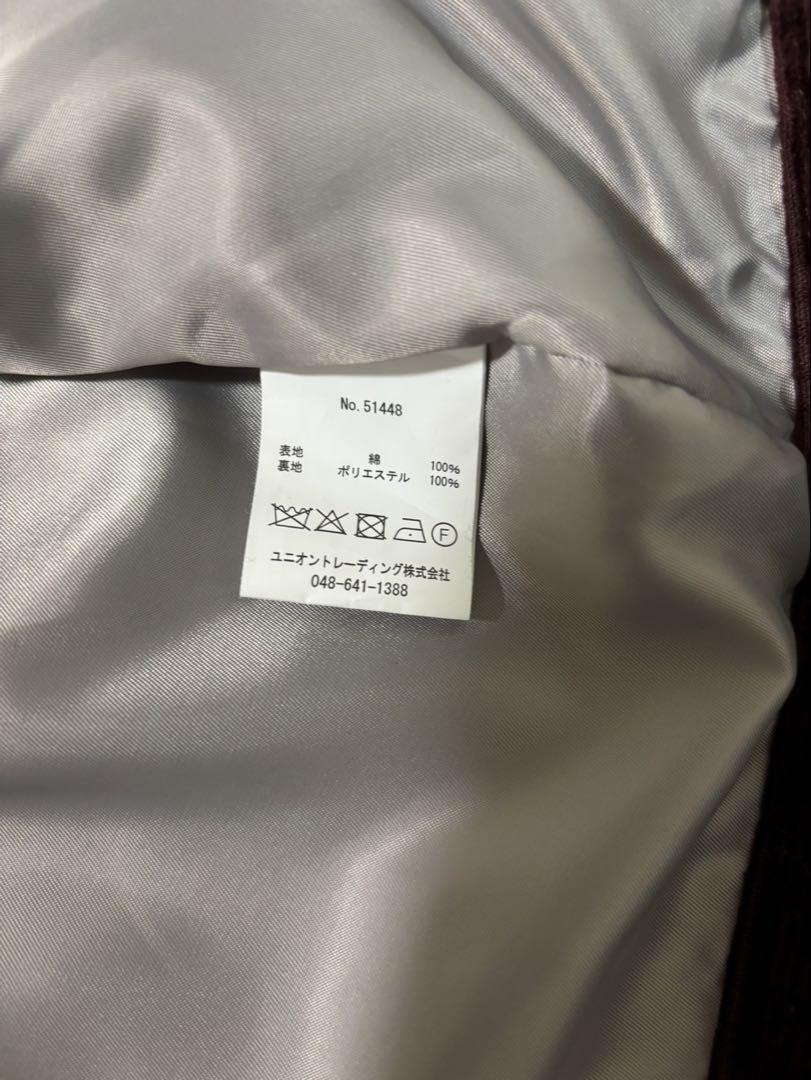 No.51448
表地 綿 100%
裏地 ポリエステル 100%
F
ユニオントレーディング株式会社
048-641-1388